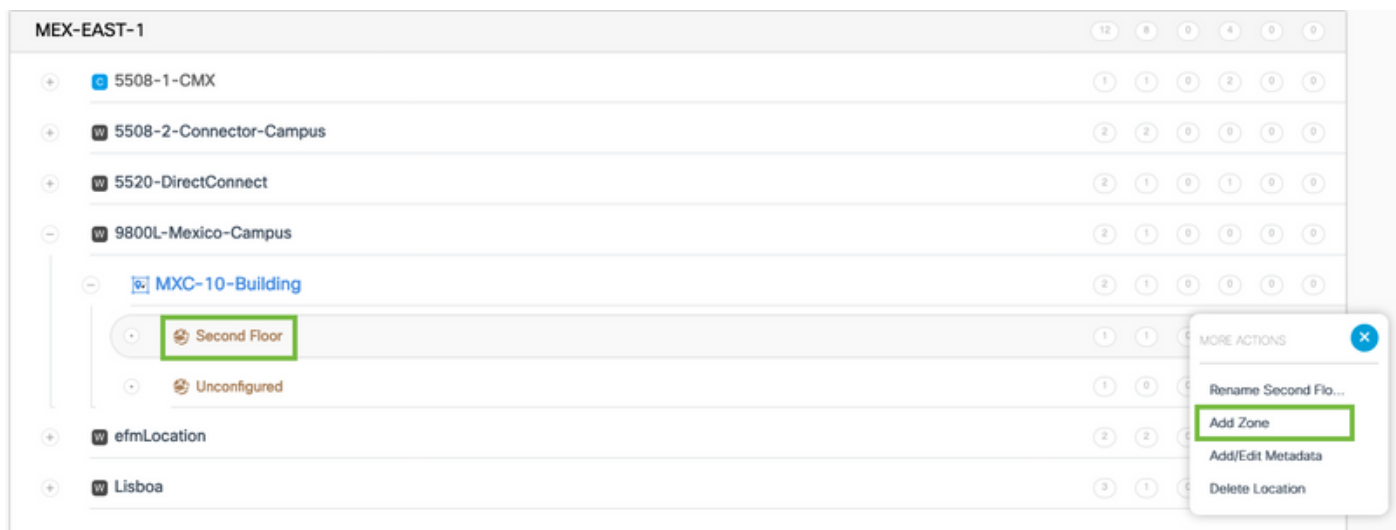 MEX-EAST-1 12 8 0 4 0 0
C 5508-1-CMX 1 1 0 2 0 0
W 5508-2-Connector-Campus 2 2 0 0 0 0
W 5520-DirectConnect 2 1 0 1 0 0
W 9800L-Mexico-Campus 2 1 0 0 0 0
MXC-10-Building 2 1 0 0 0 0
Second Floor 1 1
MORE ACTIONS
Unconfigured 1 0
Rename Second Flo...
Add Zone
W efmLocation 2 2
Add/Edit Metadata
W Lisboa 3 1
Delete Location